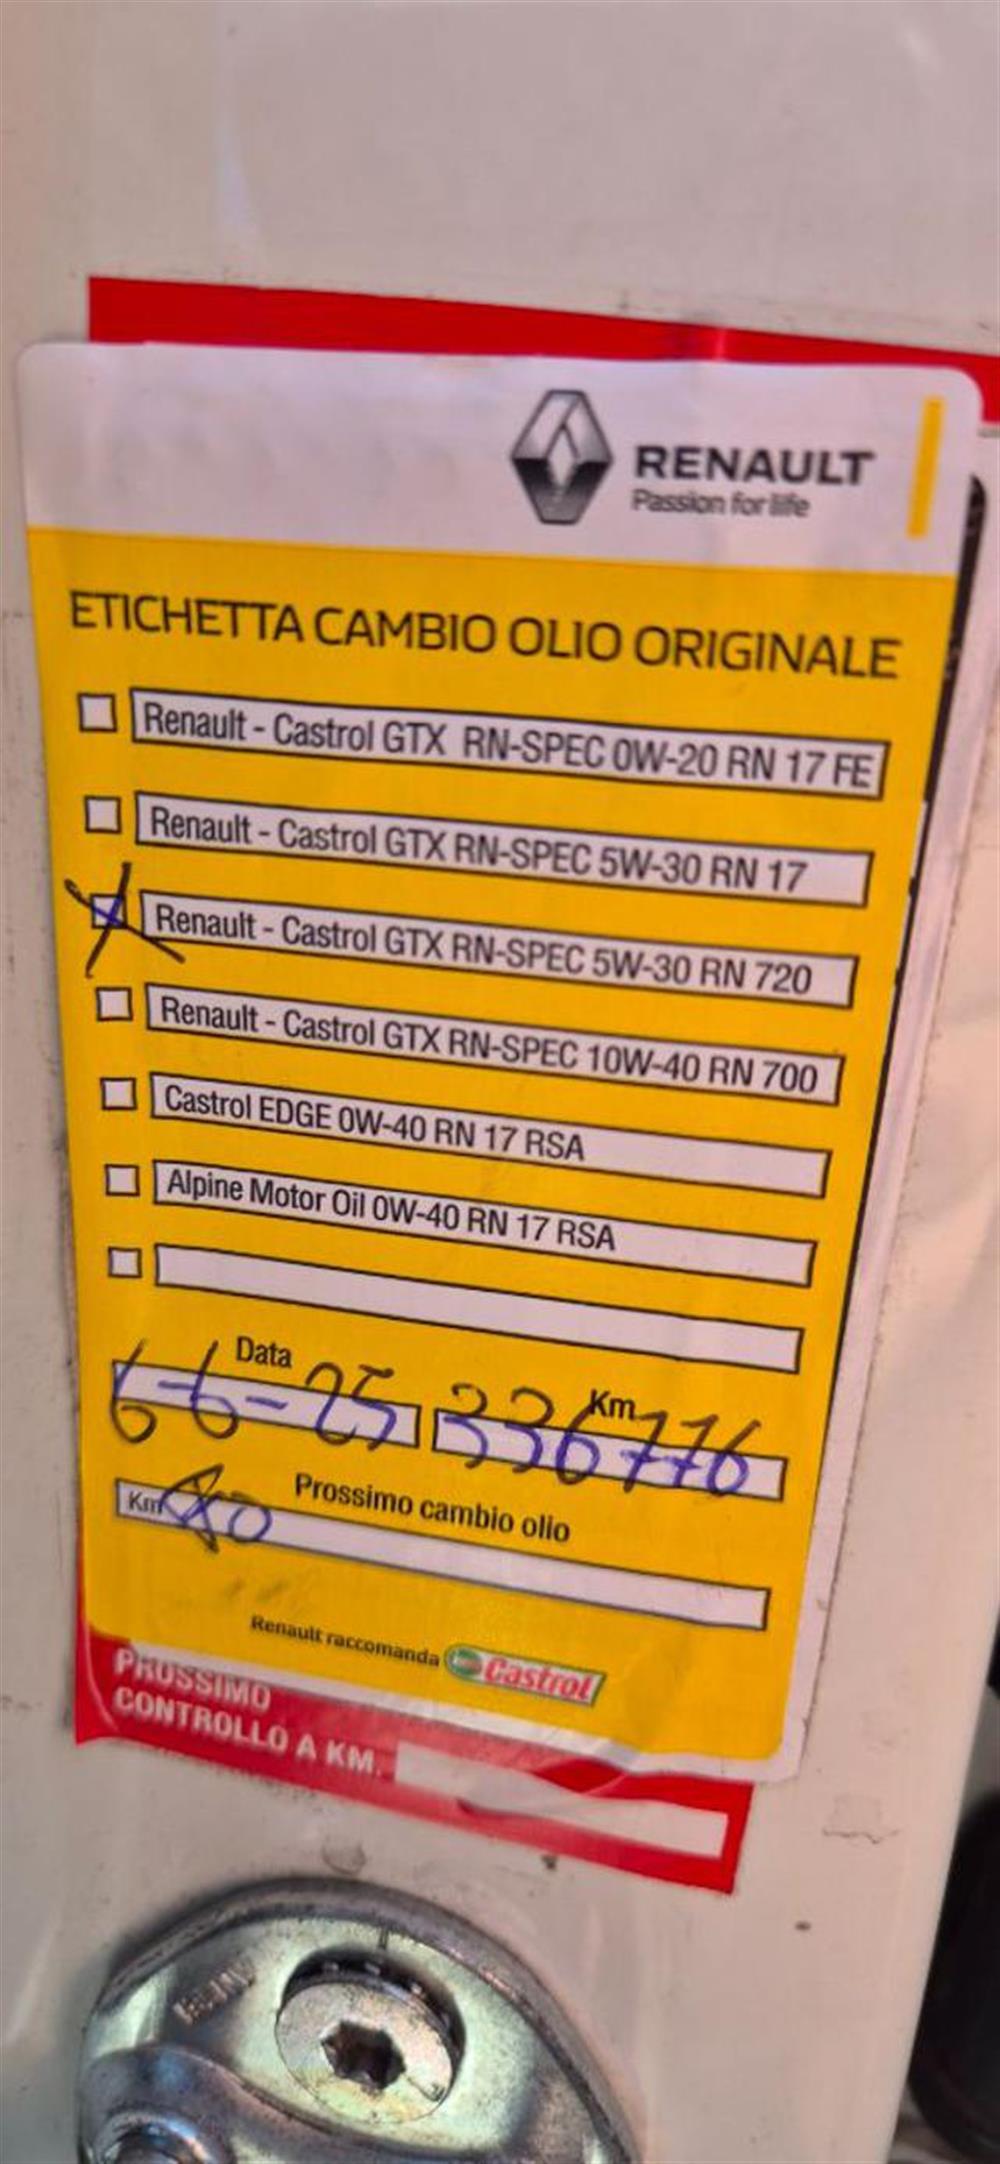 RENAULT
Passion for life
ETICHETTA CAMBIO OLIO ORIGINALE
Renault - Castrol GTX RN-SPEC 0W-20 RN 17 FE
Renault - Castrol GTX RN-SPEC 5W-30 RN 17
Renault - Castrol GTX RN-SPEC 5W-30 RN 720
Renault - Castrol GTX RN-SPEC 10W-40 RN 700
Castrol EDGE 0W-40 RN 17 RSA
Alpine Motor Oil 0W-40 RN 17 RSA
Data Km
6-6-25 336776
Prossimo cambio olio
Km
Renault raccomanda Castrol
PROSSIMO
CONTROLLO A KM.